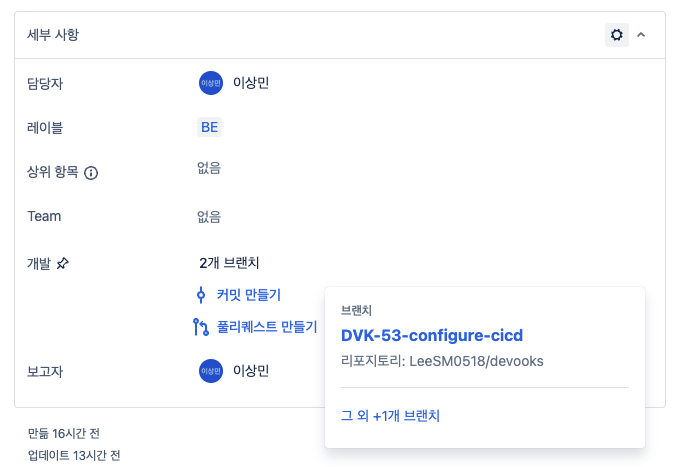 세부 사항
담당자
이상민 이상민
레이블
BE
상위 항목
없음
Team
없음
개발
2개 브랜치
커밋 만들기
풀리퀘스트 만들기
보고자
이상민 이상민
브랜치
DVK-53-configure-cicd
리포지토리: LeeSM0518/devooks
그 외 +1개 브랜치
만듦 16시간 전
업데이트 13시간 전